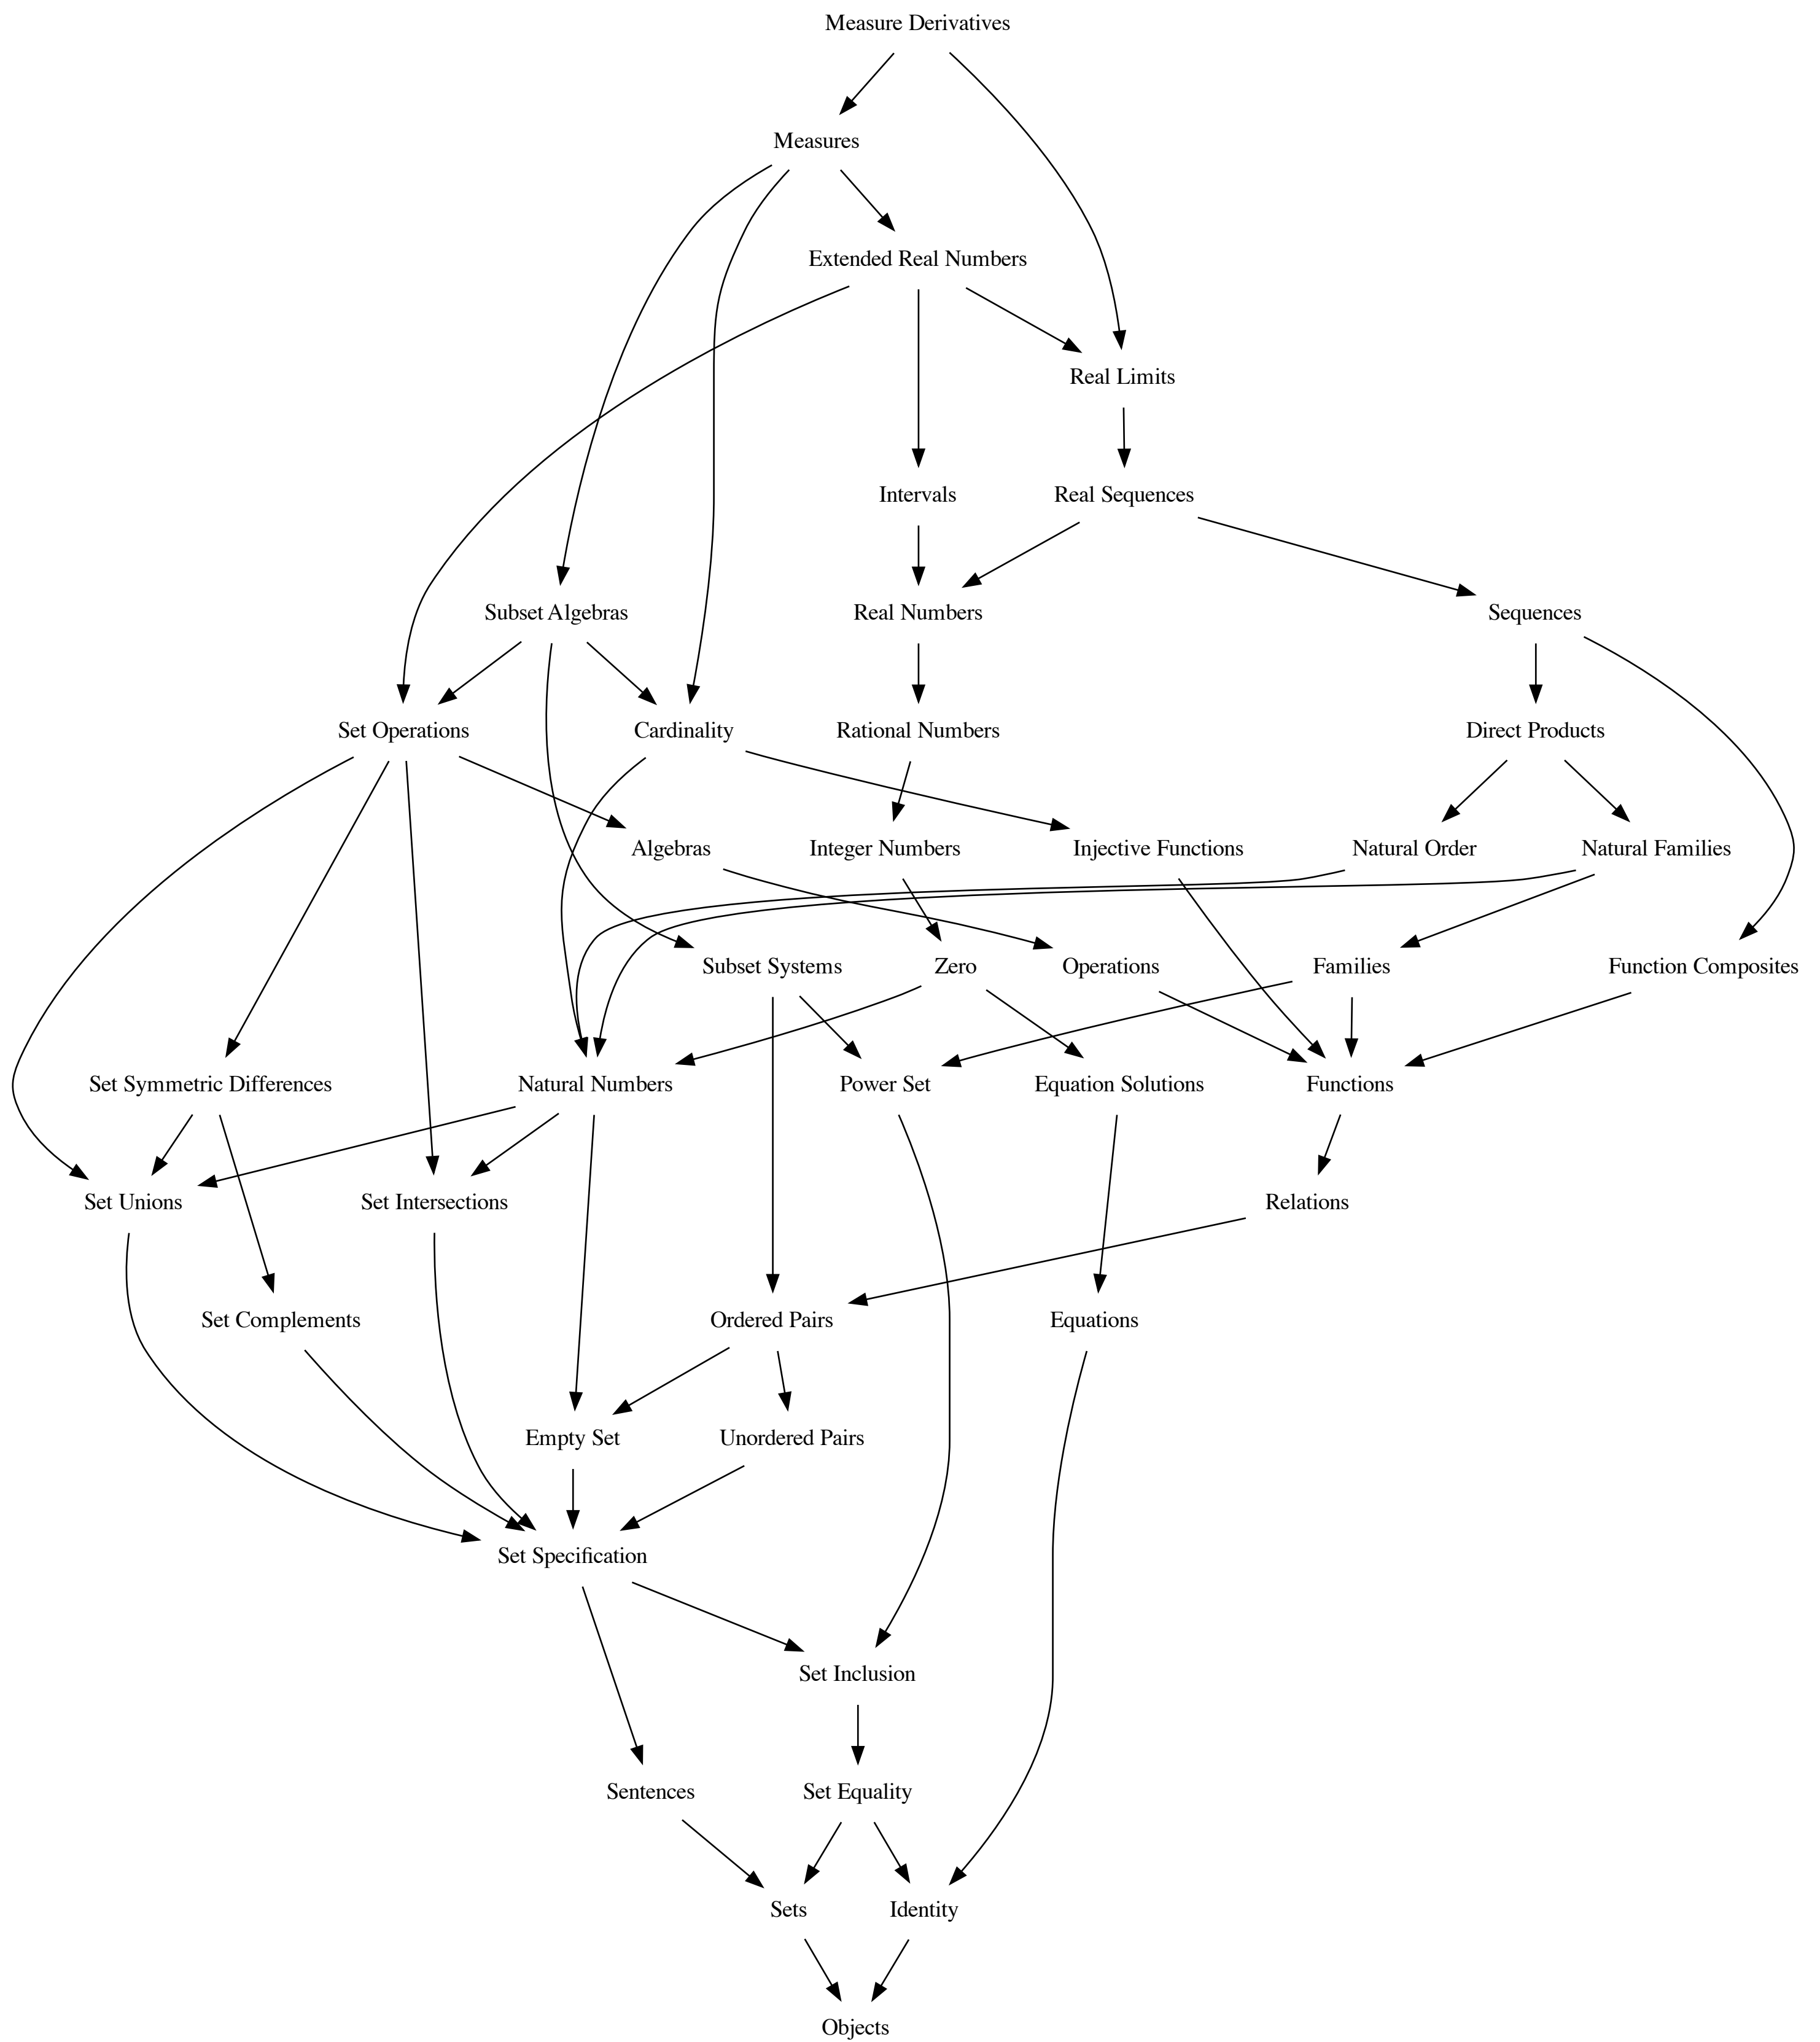 Measure Derivatives
Measures
Extended Real Numbers
Real Limits
Intervals
Real Sequences
Subset Algebras
Real Numbers
Sequences
Set Operations
Cardinality
Rational Numbers
Direct Products
Algebras
Integer Numbers
Injective Functions
Natural Order
Natural Families
Subset Systems
Zero
Operations
Families
Function Composites
Set Symmetric Differences
Natural Numbers
Power Set
Equation Solutions
Functions
Set Unions
Set Intersections
Relations
Set Complements
Ordered Pairs
Equations
Empty Set
Unordered Pairs
Set Specification
Set Inclusion
Sentences
Set Equality
Sets
Identity
Objects